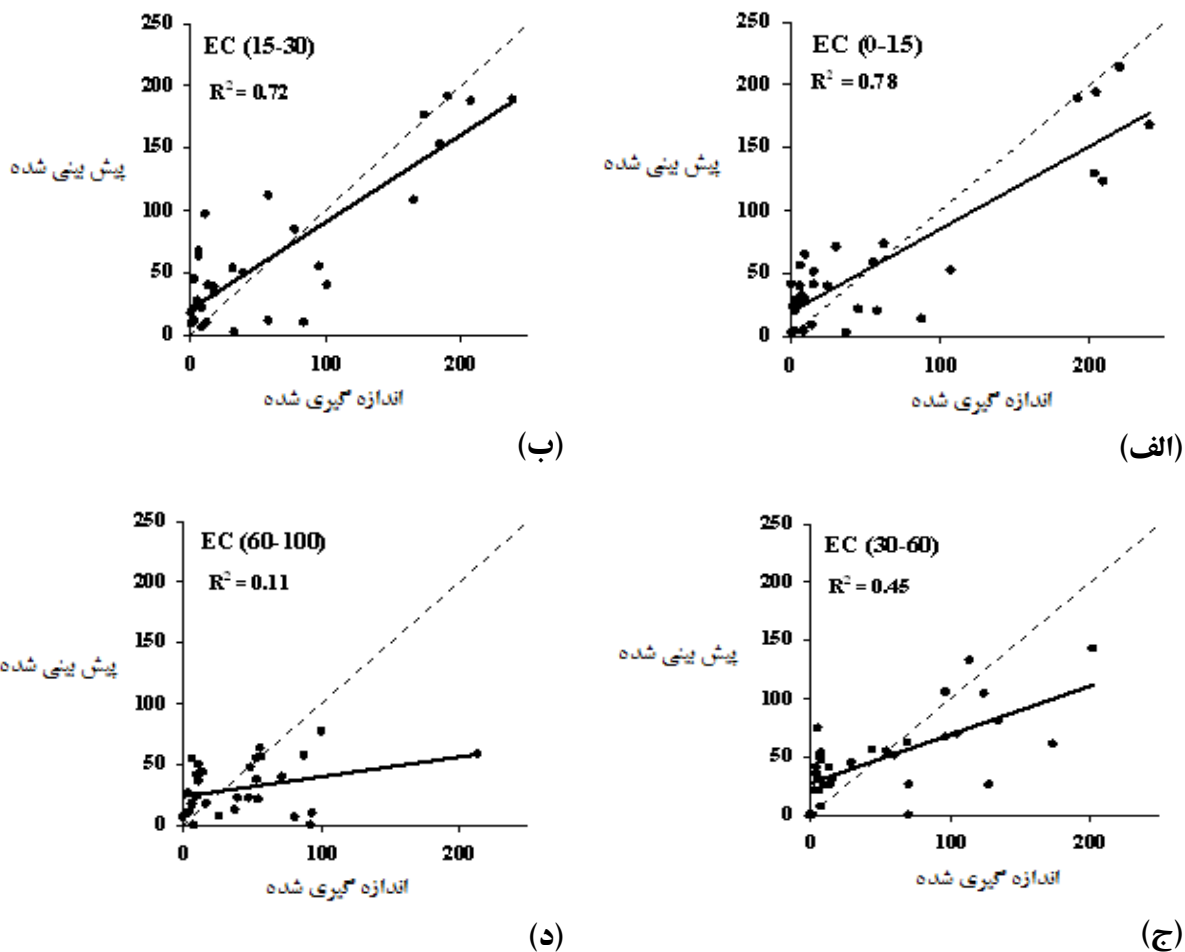 EC (0-15)
R² = 0.78
250
200
150
100
50
0
پیش بینی شده
0
100
200
اندازه گیری شده
(الف)
EC (15-30)
R² = 0.72
250
200
150
100
50
0
پیش بینی شده
0
100
200
اندازه گیری شده
(ب)
EC (30-60)
R² = 0.45
250
200
150
100
50
0
پیش بینی شده
0
100
200
اندازه گیری شده
(ج)
EC (60-100)
R² = 0.11
250
200
150
100
50
0
پیش بینی شده
0
100
200
اندازه گیری شده
(د)